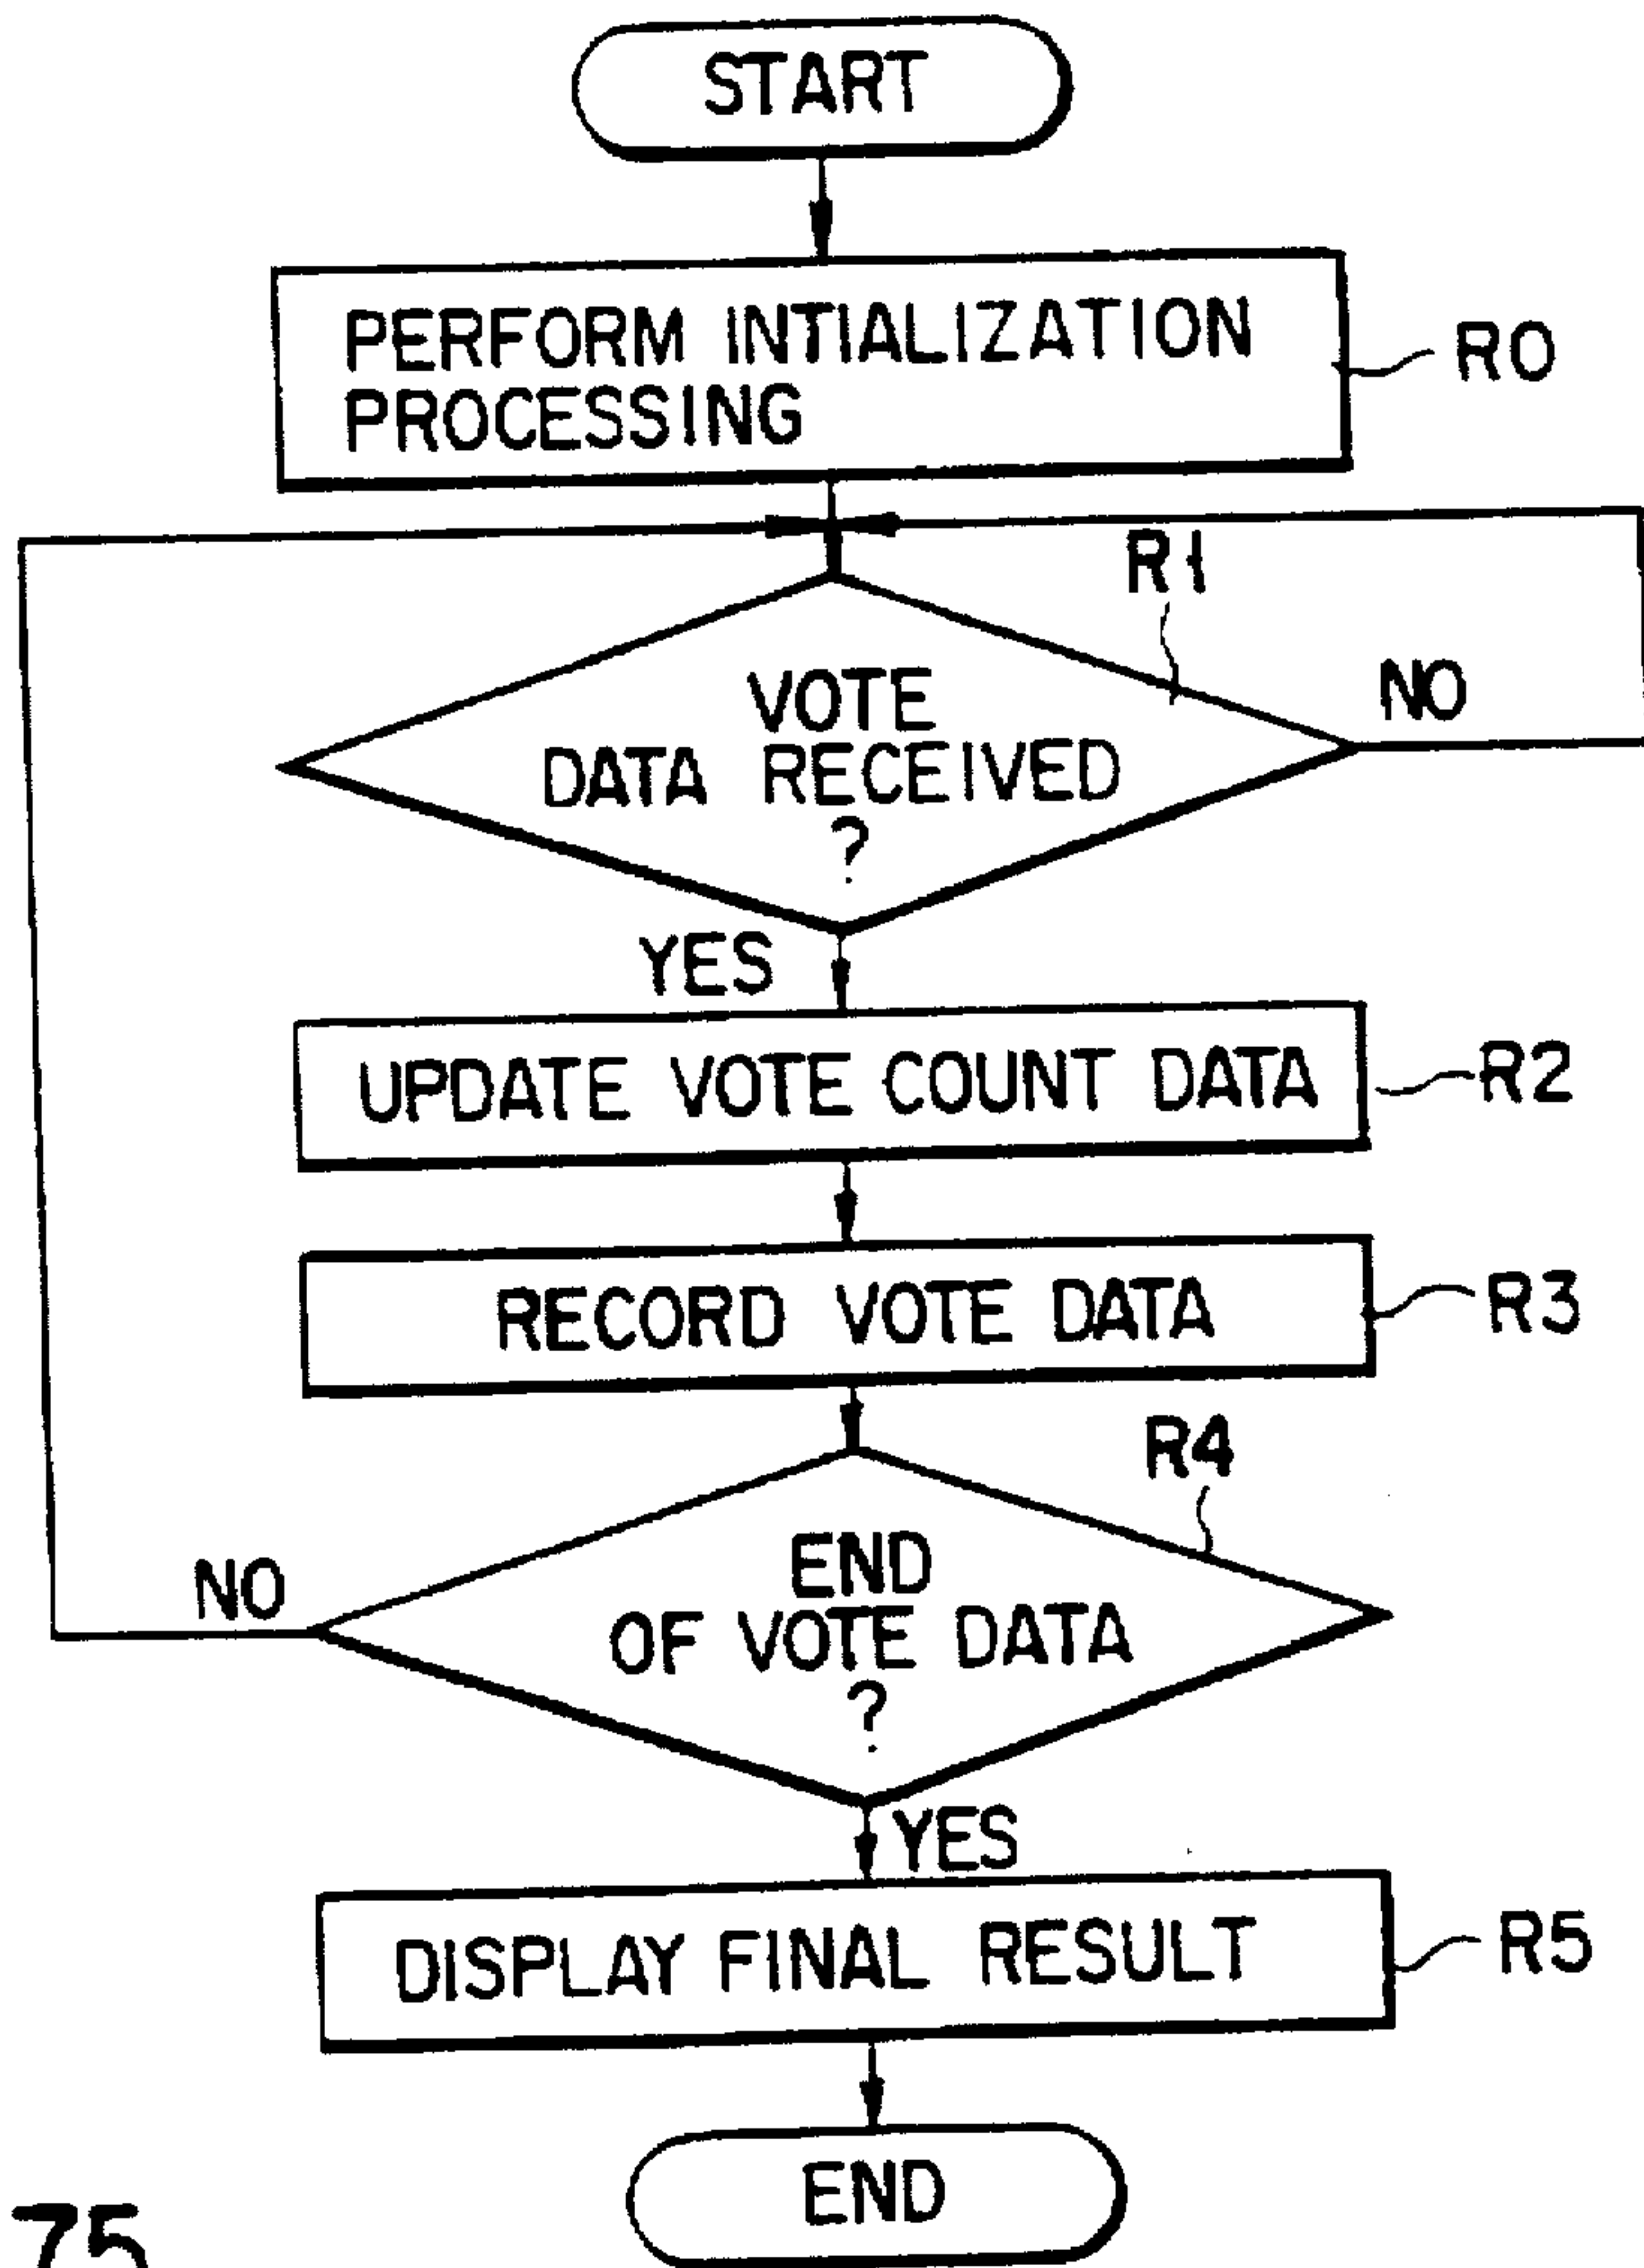 START
PERFORM INTIALIZATION
PROCESSING
R0
R1
VOTE
DATA RECEIVED
?
NO
YES
UPDATE VOTE COUNT DATA
R2
RECORD VOTE DATA
R3
R4
END
OF VOTE DATA
?
NO
YES
DISPLAY FINAL RESULT
R5
END
75